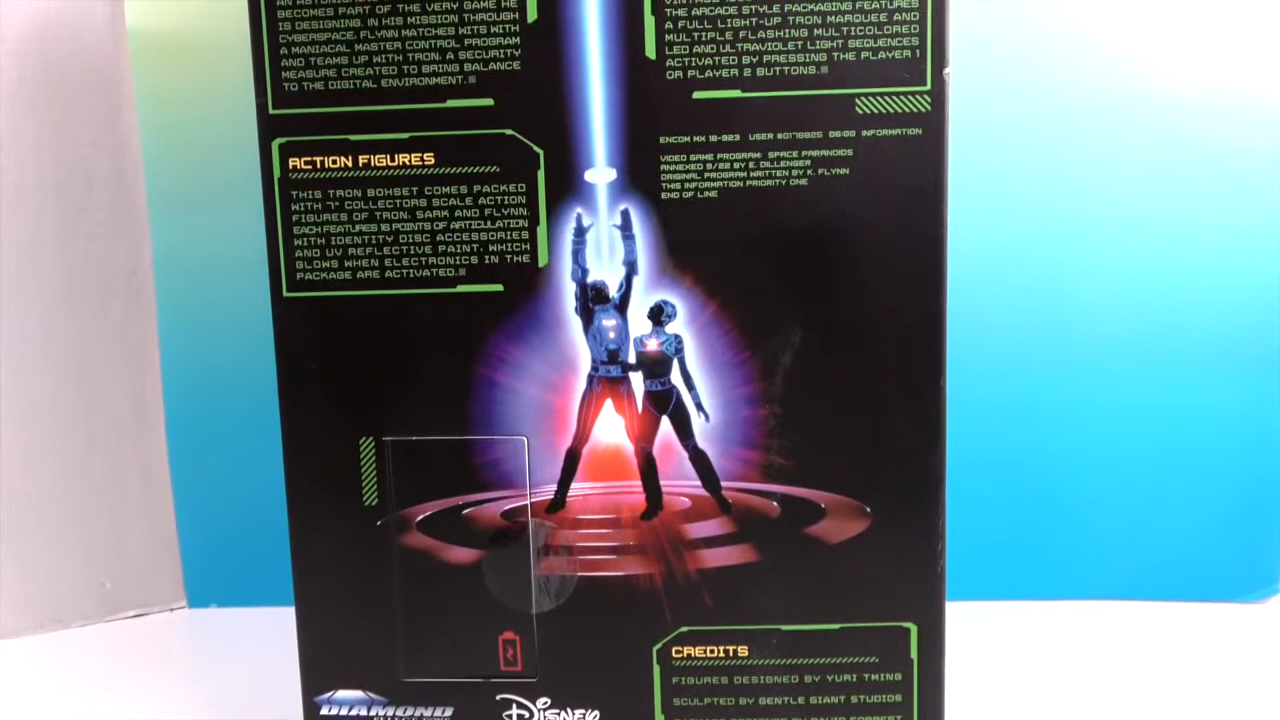 BECOMES PART OF THE VERY GAME HE
IS DESIGNING. IN HIS MISSION THROUGH
CYBERSPACE, FLYNN MATCHES WITS WITH
A MANIACAL MASTER CONTROL PROGRAM
AND TEAMS UP WITH TRON, A SECURITY
MEASURE CREATED TO BRING BALANCE
TO THE DIGITAL ENVIRONMENT.
THE ARCADE STYLE PACKAGING FEATURES
A FULL LIGHT-UP TRON MARQUEE AND
MULTIPLE FLASHING MULTICOLORED
LED AND ULTRAVIOLET LIGHT SEQUENCES
ACTIVATED BY PRESSING THE PLAYER 1
OR PLAYER 2 BUTTONS.
ENCOM MX 16-923 USER #0176825 06:00 INFORMATION
VIDEO GAME PROGRAM: SPACE PARANOIDS
ANNEXED 9/22 BY E. DILLENGER
ORIGINAL PROGRAM WRITTEN BY K. FLYNN
THIS INFORMATION PRIORITY ONE
END OF LINE
ACTION FIGURES
THIS TRON BOXSET COMES PACKED
WITH 7" COLLECTORS SCALE ACTION
FIGURES OF TRON, SARK AND FLYNN.
EACH FEATURES 16 POINTS OF ARTICULATION
WITH IDENTITY DISC ACCESSORIES
AND UV REFLECTIVE PAINT, WHICH
GLOWS WHEN ELECTRONICS IN THE
PACKAGE ARE ACTIVATED.
CREDITS
FIGURES DESIGNED BY YURI TMING
SCULPTED BY GENTLE GIANT STUDIOS
DIAMOND
DISNEY